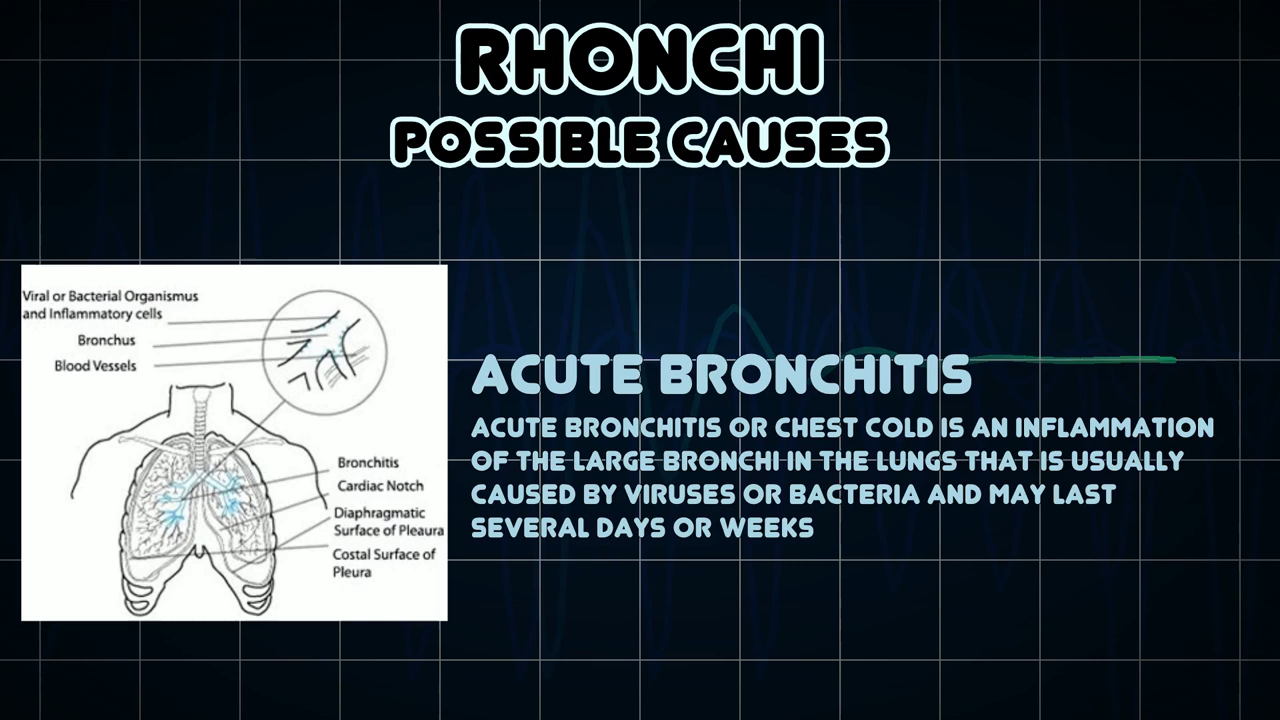 RHONCHI
POSSIBLE CAUSES
Viral or Bacterial Organismus
and Inflammatory cells
Bronchus
Blood Vessels
Bronchitis
Cardiac Notch
Diaphragmatic
Surface of Pleaura
Costal Surface of
Pleura
ACUTE BRONCHITIS
ACUTE BRONCHITIS OR CHEST COLD IS AN INFLAMMATION
OF THE LARGE BRONCHI IN THE LUNGS THAT IS USUALLY
CAUSED BY VIRUSES OR BACTERIA AND MAY LAST
SEVERAL DAYS OR WEEKS